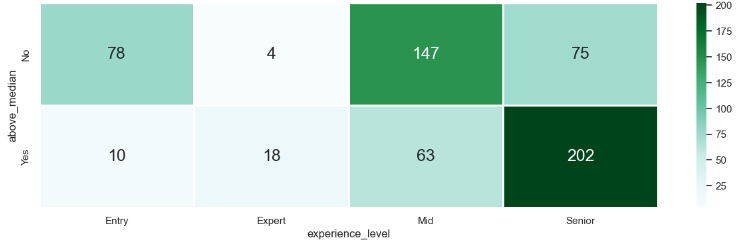 above_median
No
78
4
147
75
Yes
10
18
63
202
Entry
Expert
Mid
Senior
experience_level
200
175
150
125
100
75
50
25